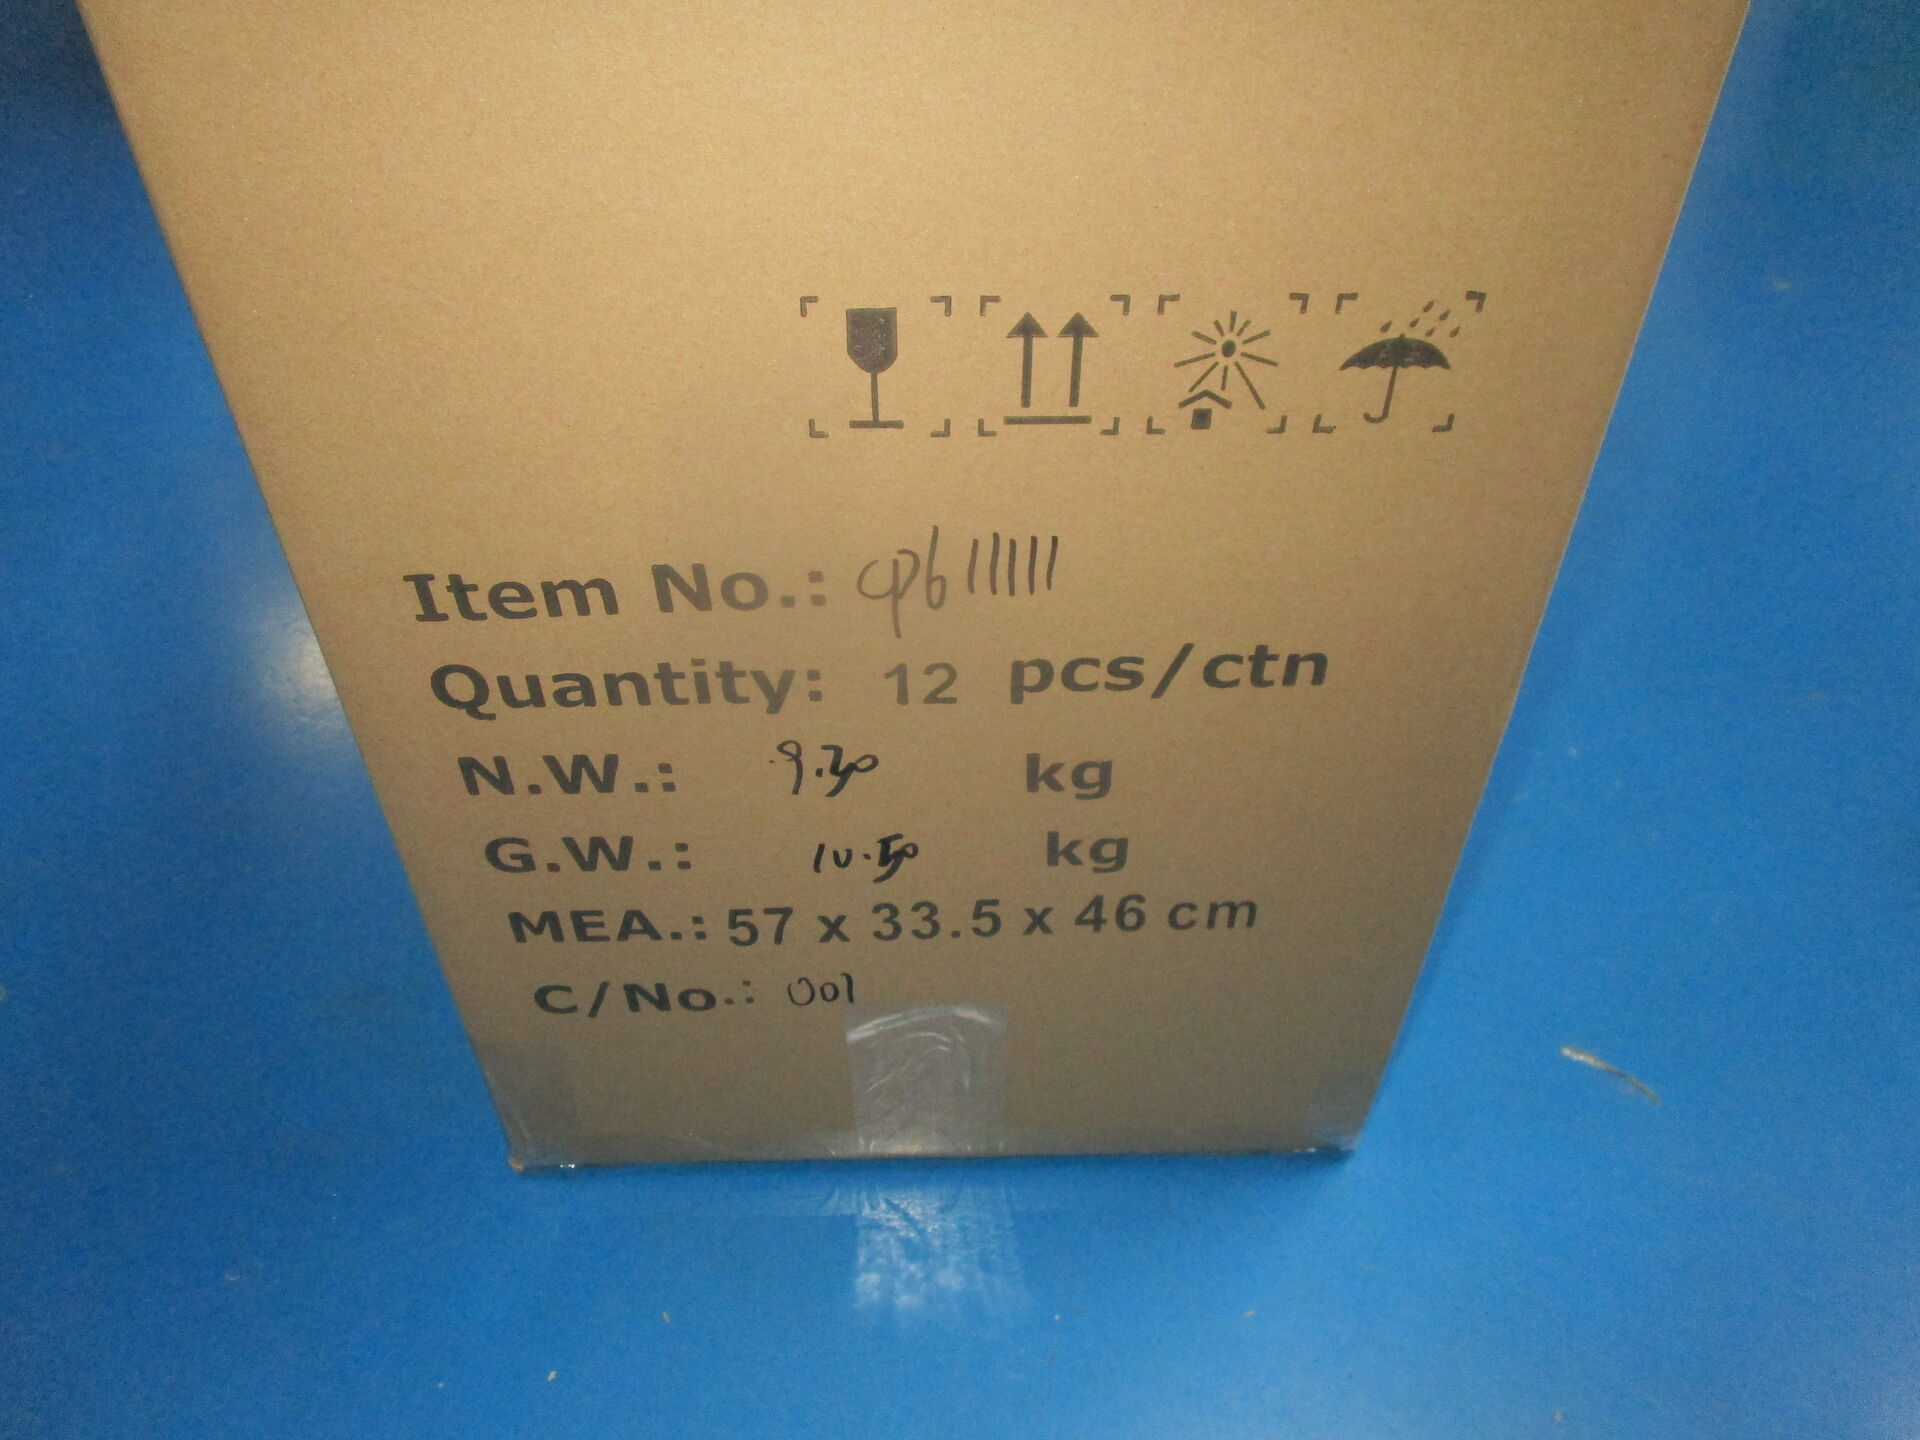 Item No.: cp611111
Quantity: 12 pcs/ctn
N.W.: 9.30 kg
G.W.: 10.50 kg
MEA.: 57 x 33.5 x 46 cm
C/No.: 001